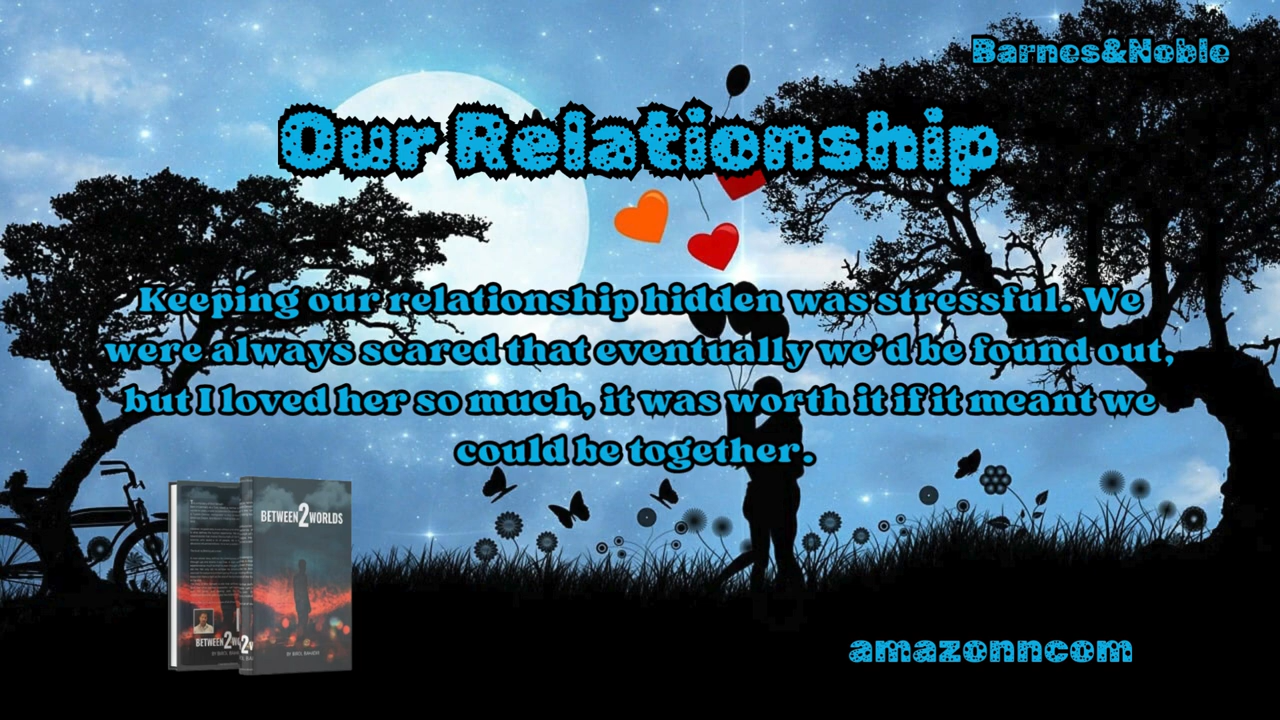 Barnes&Noble
Our Relationship
Keeping our relationship hidden was stressful. We
were always scared that eventually we'd be found out,
but I loved her so much, it was worth it if it meant we
could be together.
BETWEEN 2 WORLDS
BETWEEN 2
amazonncom